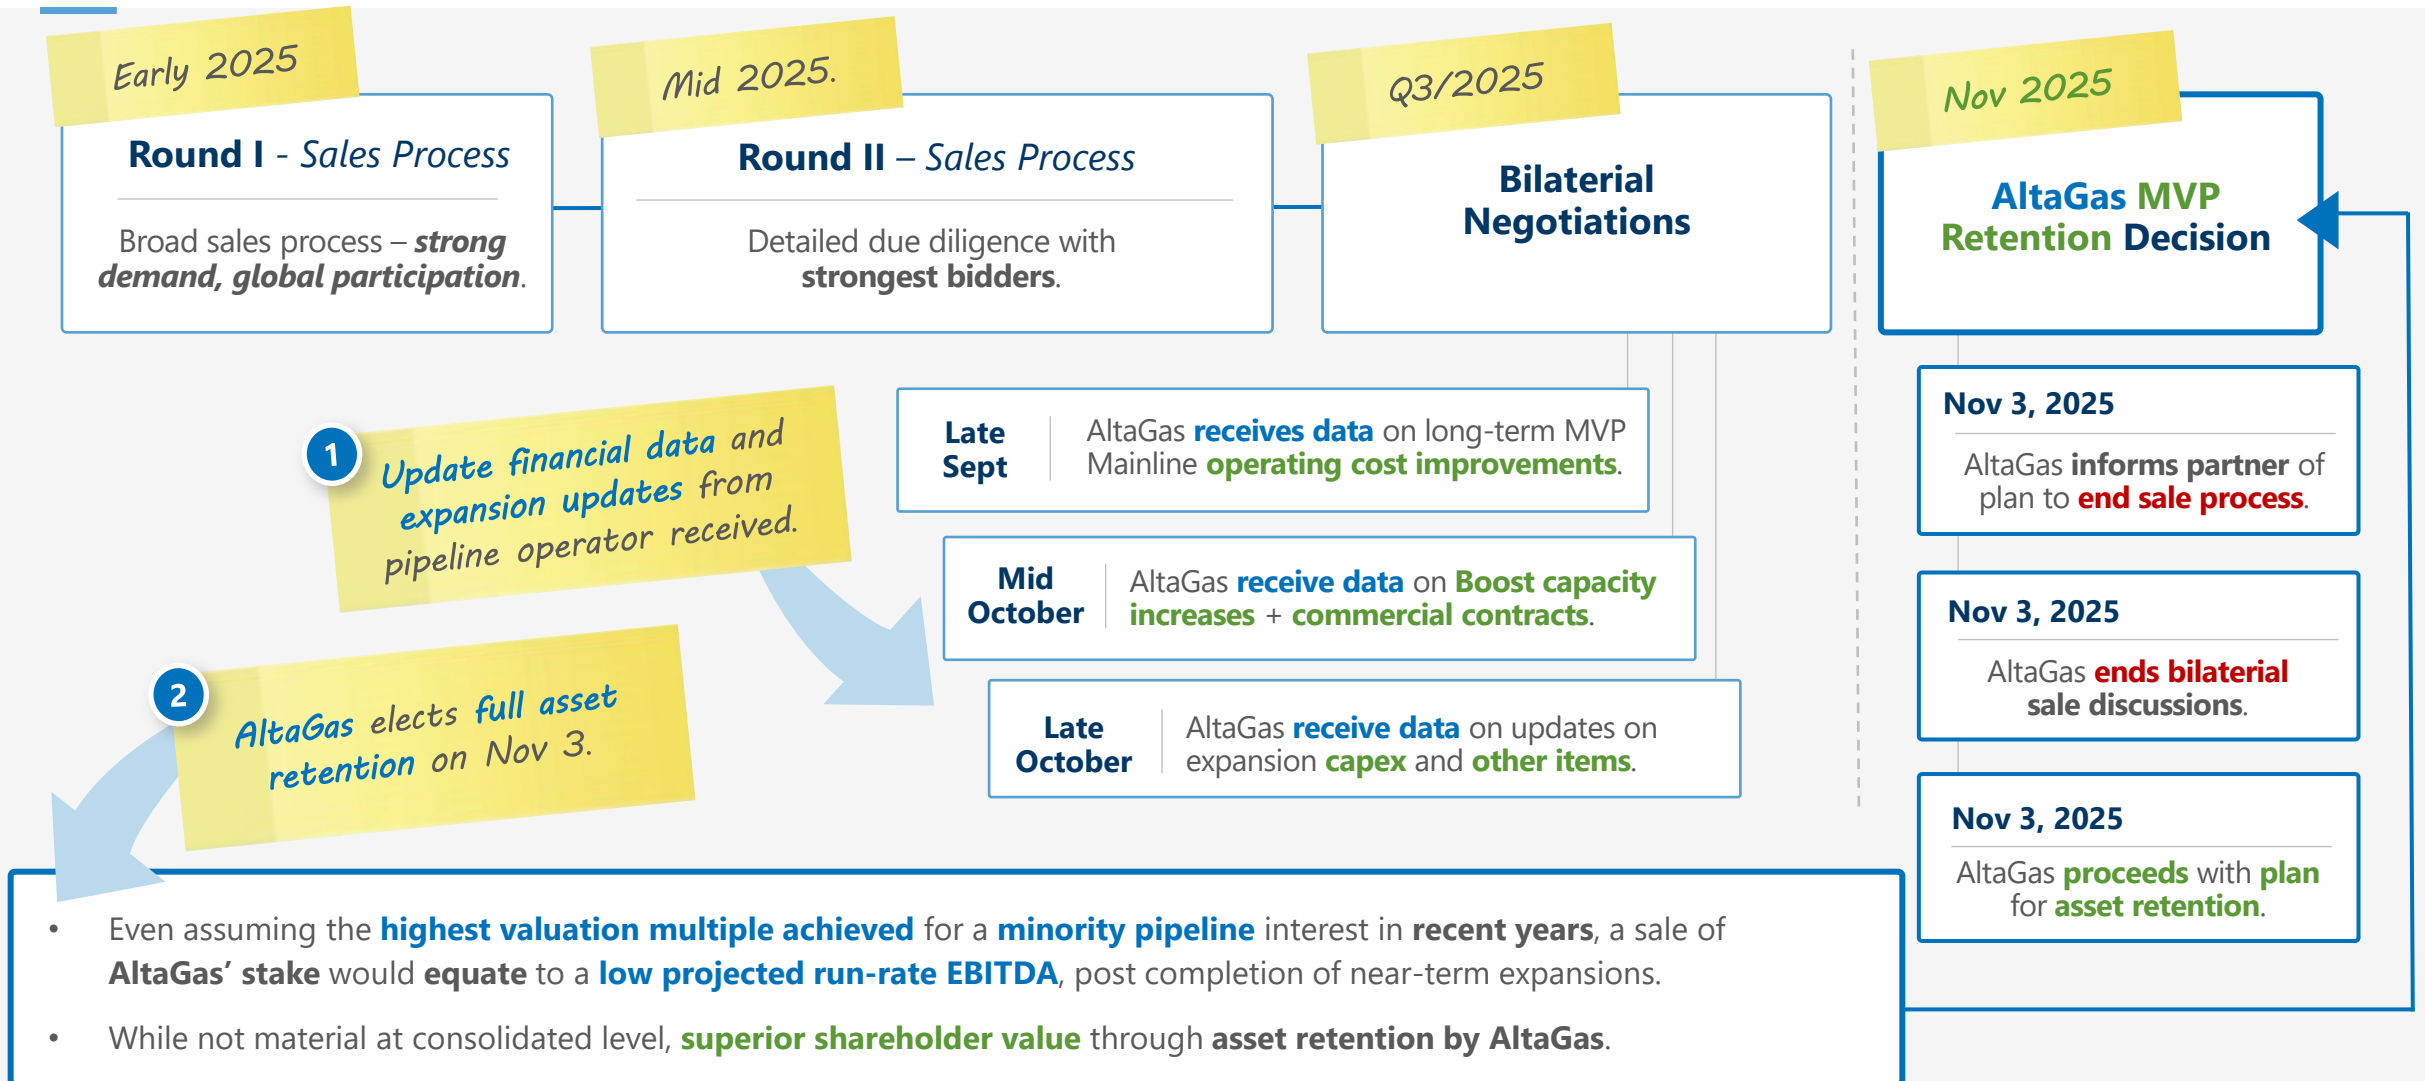 Early 2025
Round I - Sales Process
Broad sales process – strong
demand, global participation.
Mid 2025.
Round II – Sales Process
Detailed due diligence with
strongest bidders.
Q3/2025
Bilaterial
Negotiations
Nov 2025
AltaGas MVP
Retention Decision
1
Update financial data and
expansion updates from
pipeline operator received.
Late
Sept
AltaGas receives data on long-term MVP
Mainline operating cost improvements.
Mid
October
AltaGas receive data on Boost capacity
increases + commercial contracts.
Late
October
AltaGas receive data on updates on
expansion capex and other items.
2
AltaGas elects full asset
retention on Nov 3.
Nov 3, 2025
AltaGas informs partner of
plan to end sale process.
Nov 3, 2025
AltaGas ends bilaterial
sale discussions.
Nov 3, 2025
AltaGas proceeds with plan
for asset retention.
• Even assuming the highest valuation multiple achieved for a minority pipeline interest in recent years, a sale of
AltaGas’ stake would equate to a low projected run-rate EBITDA, post completion of near-term expansions.
• While not material at consolidated level, superior shareholder value through asset retention by AltaGas.